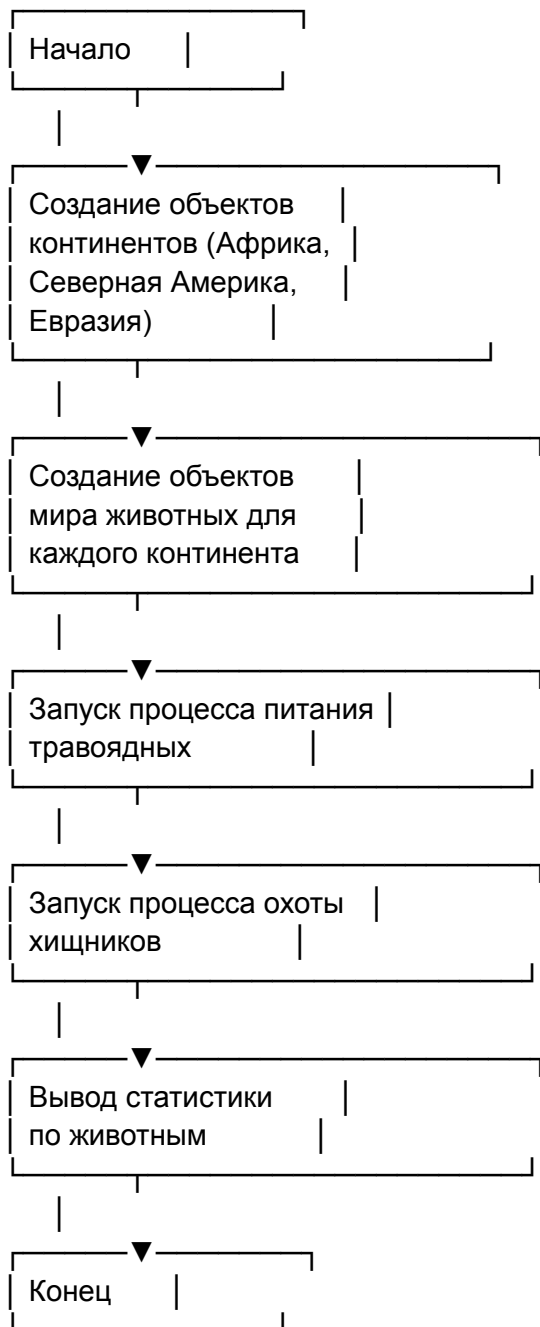 Начало
Создание объектов
континентов (Африка,
Северная Америка,
Евразия)
Создание объектов
мира животных для
каждого континента
Запуск процесса питания
травоядных
Запуск процесса охоты
хищников
Вывод статистики
по животным
Конец